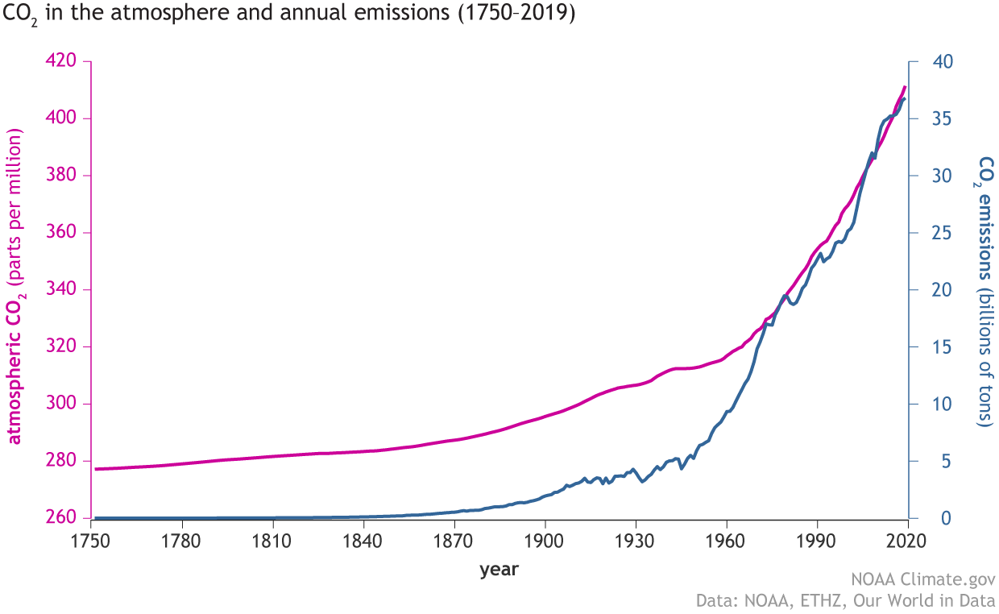 CO₂ in the atmosphere and annual emissions (1750-2019)
atmospheric CO₂ (parts per million)
420
400
380
360
340
320
300
280
260
40
35
30
25
20
15
10
5
0
CO₂ emissions (billions of tons)
1750 1780 1810 1840 1870 1900 1930 1960 1990 2020
year
NOAA Climate.gov
Data: NOAA, ETHZ, Our World in Data